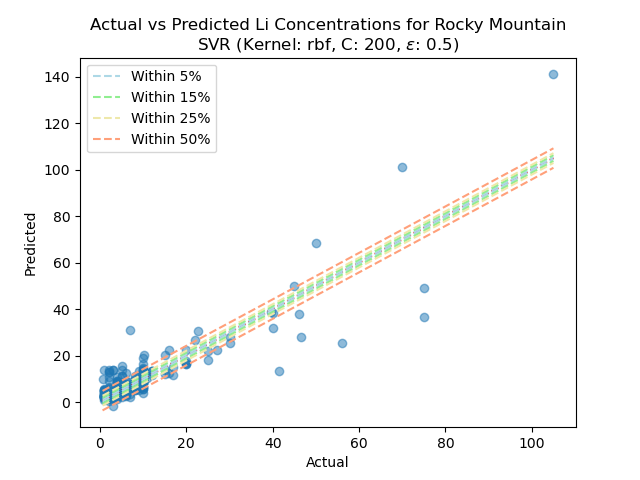 Actual vs Predicted Li Concentrations for Rocky Mountain
SVR (Kernel: rbf, C: 200, ε: 0.5)
Within 5%
Within 15%
Within 25%
Within 50%
140
120
100
80
60
40
20
0
Predicted
0 20 40 60 80 100
Actual